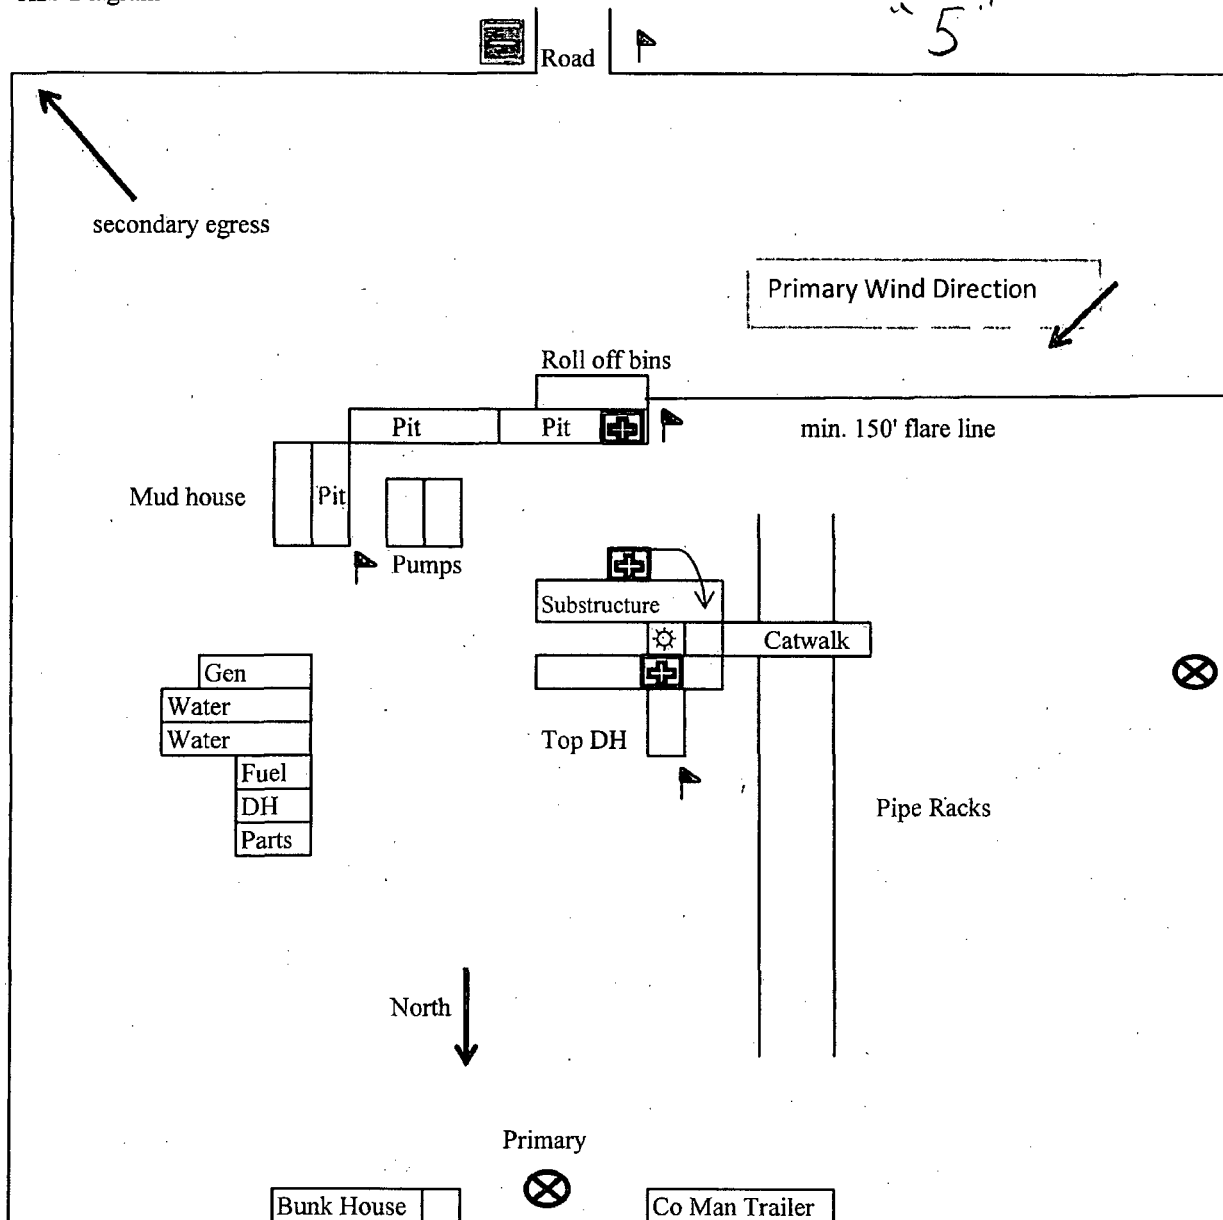 "5"
Road
secondary egress
Primary Wind Direction
Roll off bins
Pit
Pit
min. 150' flare line
Mud house
Pit
Pumps
Substructure
Catwalk
Gen
Water
Water
Top DH
Fuel
DH
Pipe Racks
Parts
North
Primary
Bunk House
Co Man Trailer